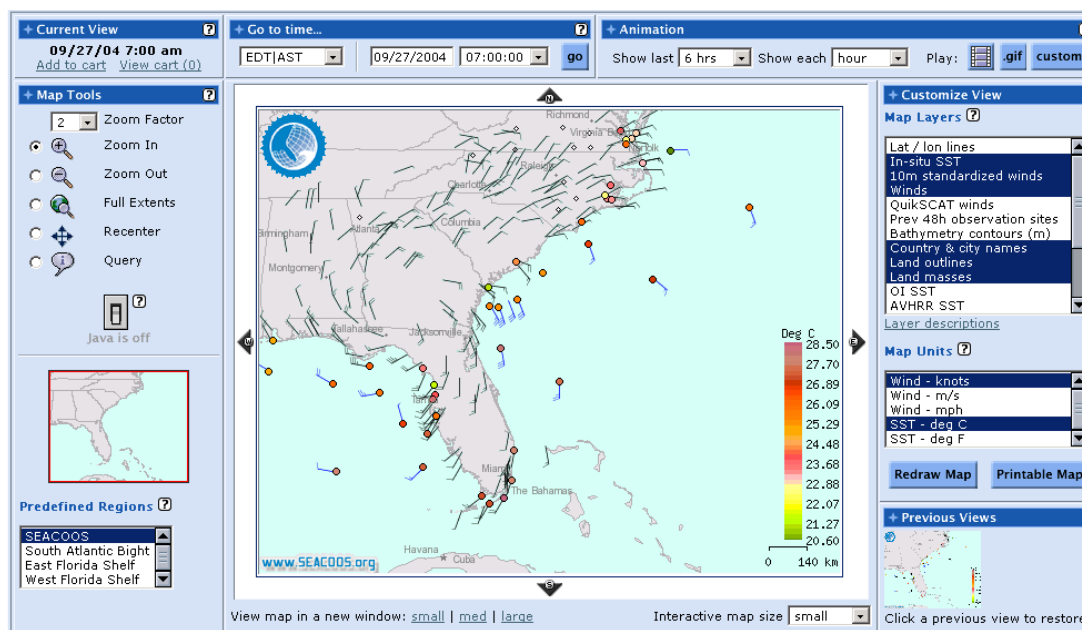 Current View ?
09/27/04 7:00 am
Add to cart View cart (0)
Go to time... ?
EDT|AST 09/27/2004 07:00:00 go
Animation
Show last 6 hrs Show each hour Play: .gif custom
Map Tools ?
2 Zoom Factor
Zoom In
Zoom Out
Full Extents
Recenter
Query
?
Java is off
Predefined Regions ?
SEACOOS
South Atlantic Bight
East Florida Shelf
West Florida Shelf
N
Richmond
Virginia
Norfolk
Raleigh
Charlotte
Columbia
Atlanta
Birmingham
Montgomery
Tallahassee
Jacksonville
W
E
Miami
The Bahamas
Havana
Cuba
www.SEACOOS.org
Deg C
28.50
27.70
26.89
26.09
25.29
24.48
23.68
22.88
22.07
21.27
20.60
0 140 km
S
View map in a new window: small | med | large
Interactive map size small
Customize View
Map Layers ?
Lat / lon lines
In-situ SST
10m standardized winds
Winds
QuikSCAT winds
Prev 48h observation sites
Bathymetry contours (m)
Country & city names
Land outlines
Land masses
OI SST
AVHRR SST
Layer descriptions
Map Units ?
Wind - knots
Wind - m/s
Wind - mph
SST - deg C
SST - deg F
Redraw Map Printable Map
Previous Views
Click a previous view to restore